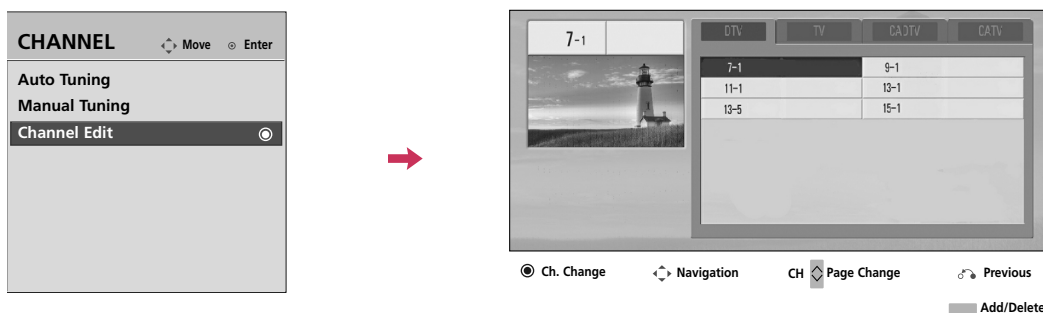 CHANNEL Move Enter
Auto Tuning
Manual Tuning
Channel Edit
7-1
DTV TV CADTV CATV
7-1 9-1
11-1 13-1
13-5 15-1
Ch. Change Navigation CH Page Change Previous
Add/Delete